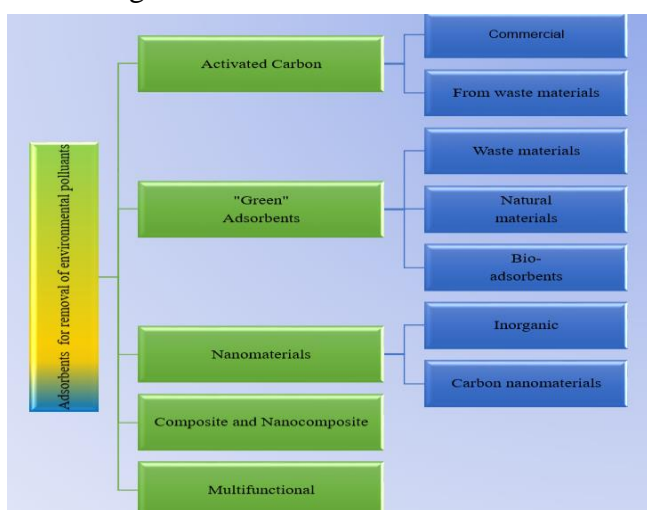 Adsorbents for removal of environmental polluants
Activated Carbon
Commercial
From waste materials
"Green"
Adsorbents
Waste materials
Natural
materials
Bio-
adsorbents
Nanomaterials
Inorganic
Carbon nanomaterials
Composite and Nanocomposite
Multifunctional